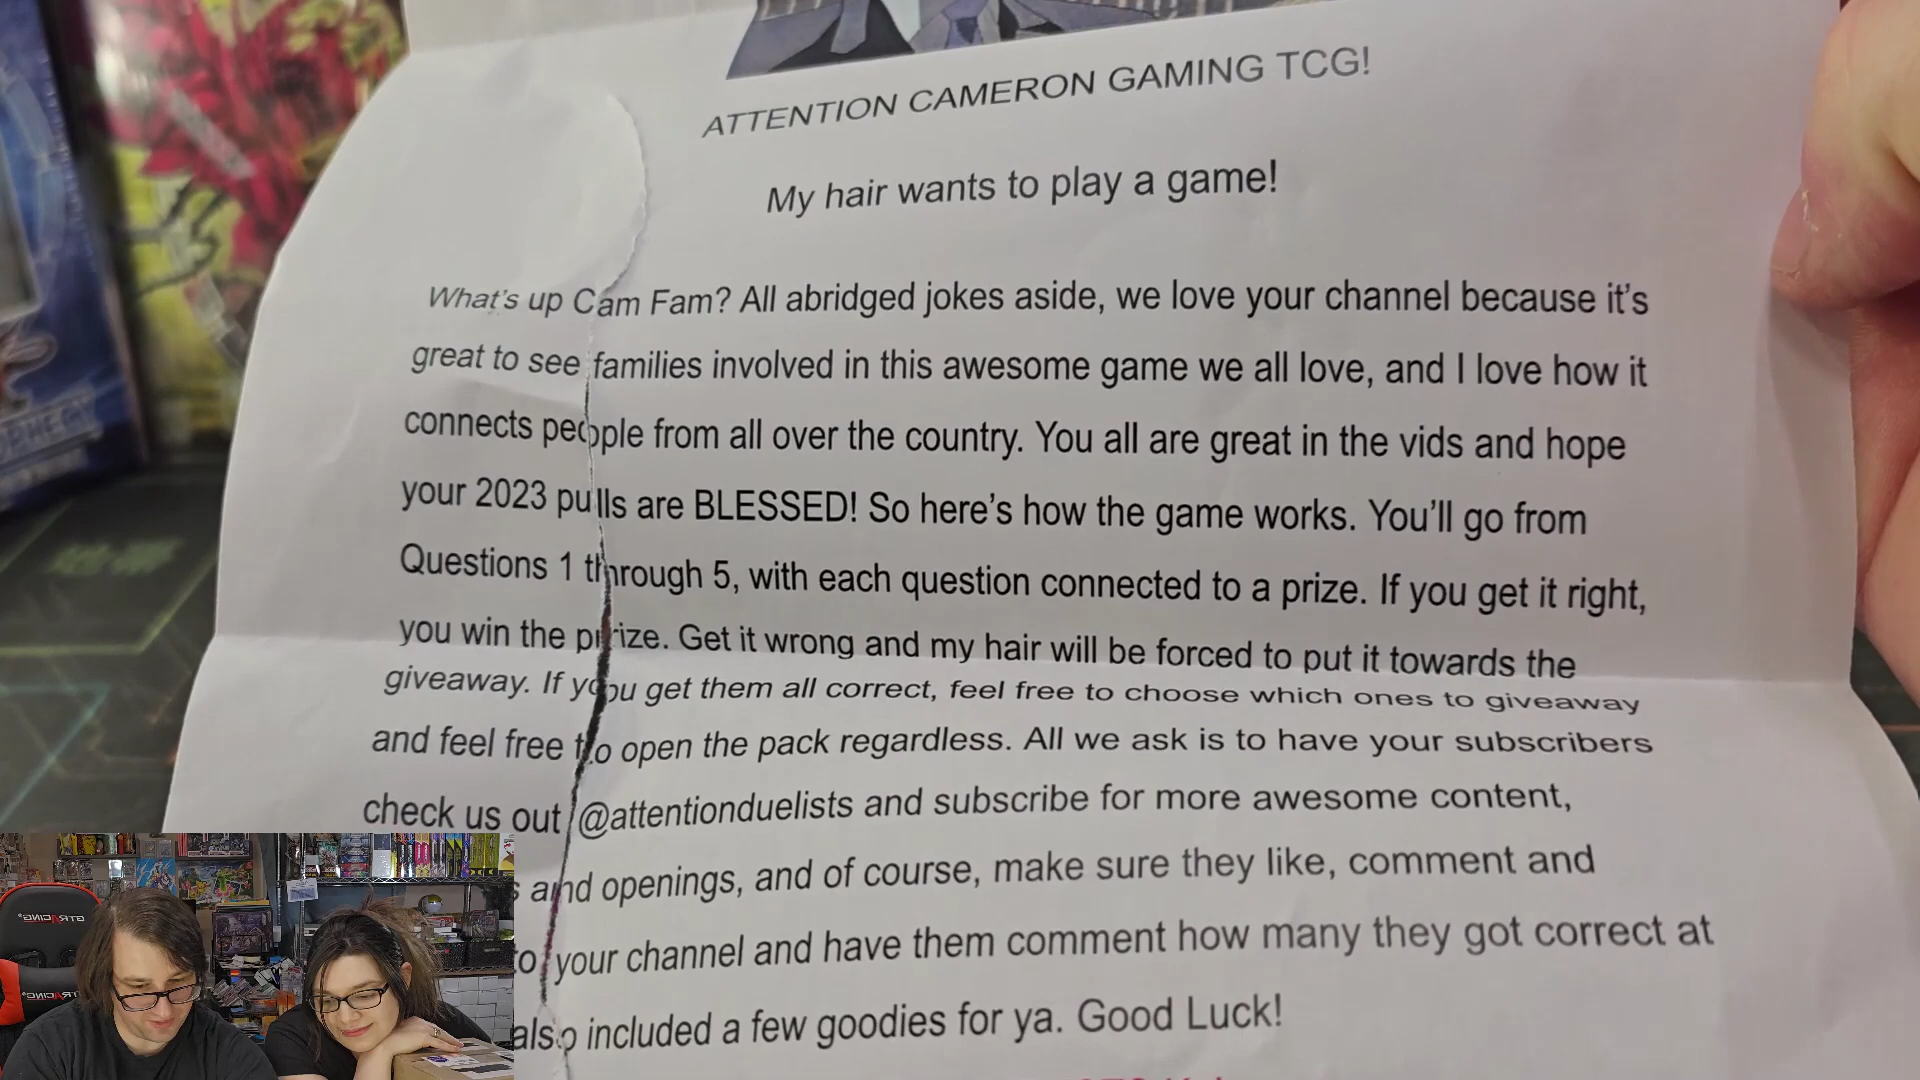 ATTENTION CAMERON GAMING TCG!
My hair wants to play a game!
What's up Cam Fam? All abridged jokes aside, we love your channel because it's
great to see families involved in this awesome game we all love, and I love how it
connects people from all over the country. You all are great in the vids and hope
your 2023 pulls are BLESSED! So here's how the game works. You'll go from
Questions 1 through 5, with each question connected to a prize. If you get it right,
you win the prize. Get it wrong and my hair will be forced to put it towards the
giveaway. If you get them all correct, feel free to choose which ones to giveaway
and feel free to open the pack regardless. All we ask is to have your subscribers
check us out @attentionduelists and subscribe for more awesome content,
and openings, and of course, make sure they like, comment and
your channel and have them comment how many they got correct at
also included a few goodies for ya. Good Luck!